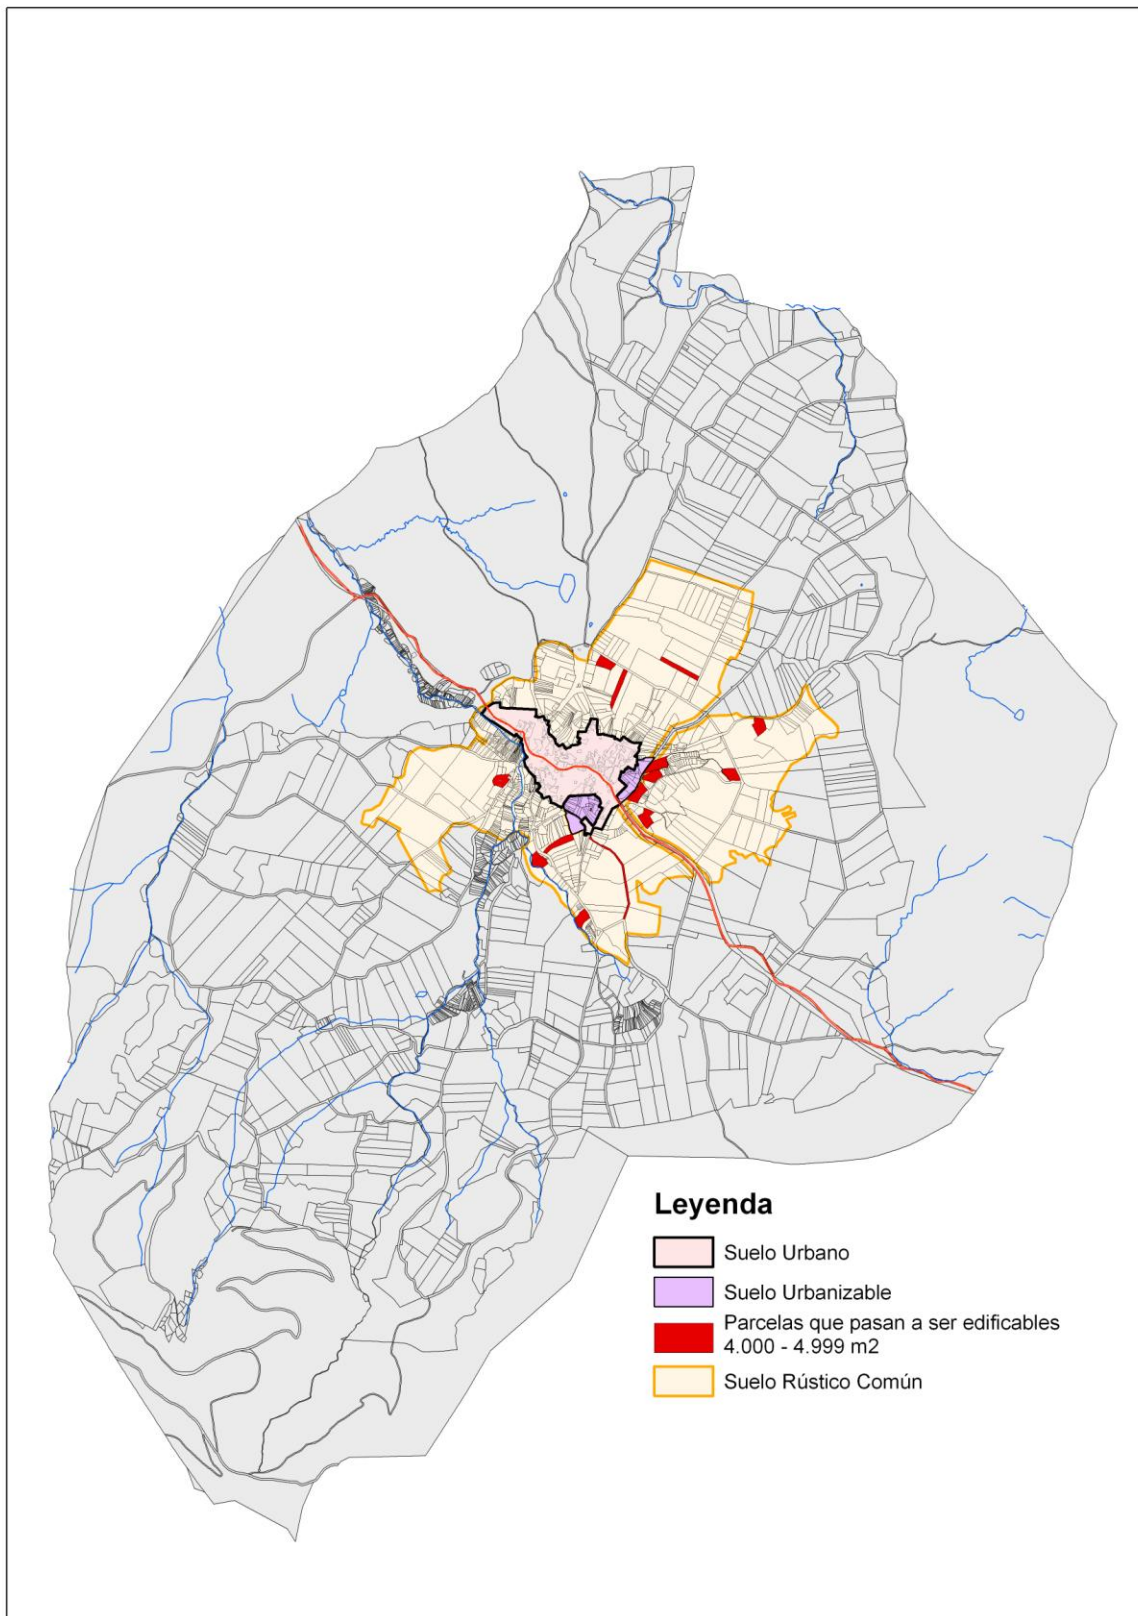 Leyenda
Suelo Urbano
Suelo Urbanizable
Parcelas que pasan a ser edificables
4.000 - 4.999 m2
Suelo Rústico Común